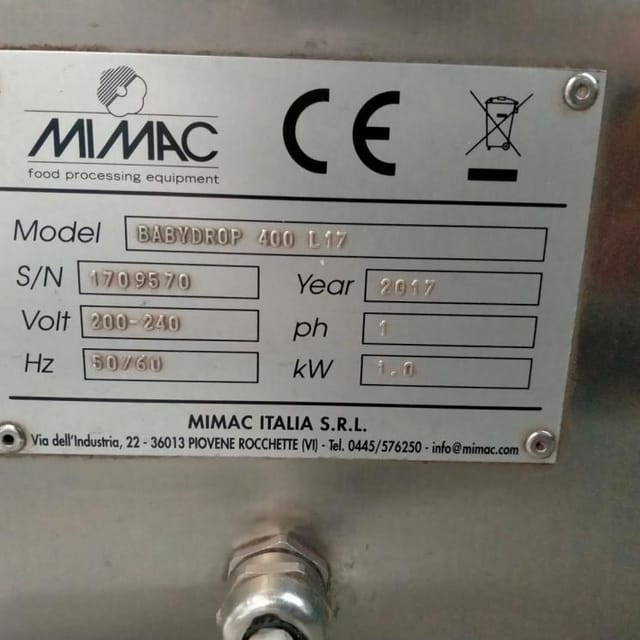 MIMAC
food processing equipment
CE
Model BABYDROP 400 L17
S/N 1709570 Year 2017
Volt 200-240 ph 1
Hz 50/60 kW 1.0
MIMAC ITALIA S.R.L.
Via dell'Industria, 22 - 36013 PIOVENE ROCCHETTE (VI) - Tel. 0445/576250 - info@mimac.com